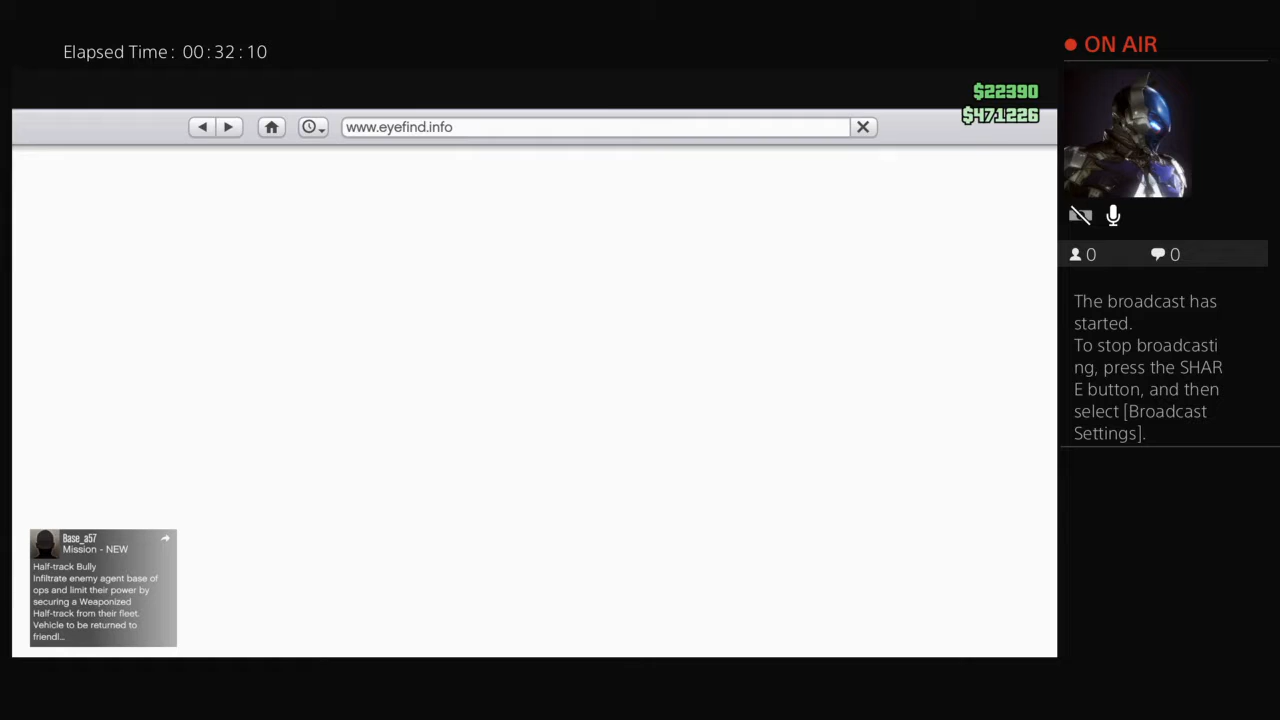 Elapsed Time: 00:32:10
ON AIR
$22390
$471226
www.eyefind.info
0
0
The broadcast has
started.
To stop broadcasti
ng, press the SHAR
E button, and then
select [Broadcast
Settings].
Base_a57
Mission - NEW
Half-track Bully
Infiltrate enemy agent base of
ops and limit their power by
securing a Weaponized
Half-track from their fleet.
Vehicle to be returned to
friendl...